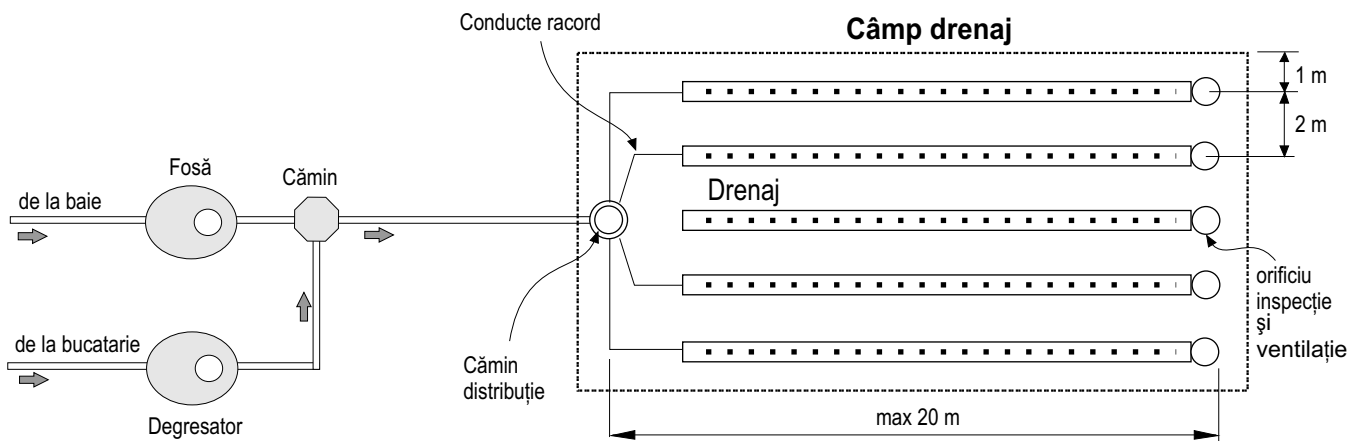 Conducte racord
Câmp drenaj
1 m
2 m
Fosă
Cămin
de la baie
Drenaj
orificiu
inspecție
şi
ventilație
de la bucatarie
Cămin
distribuție
Degresator
max 20 m